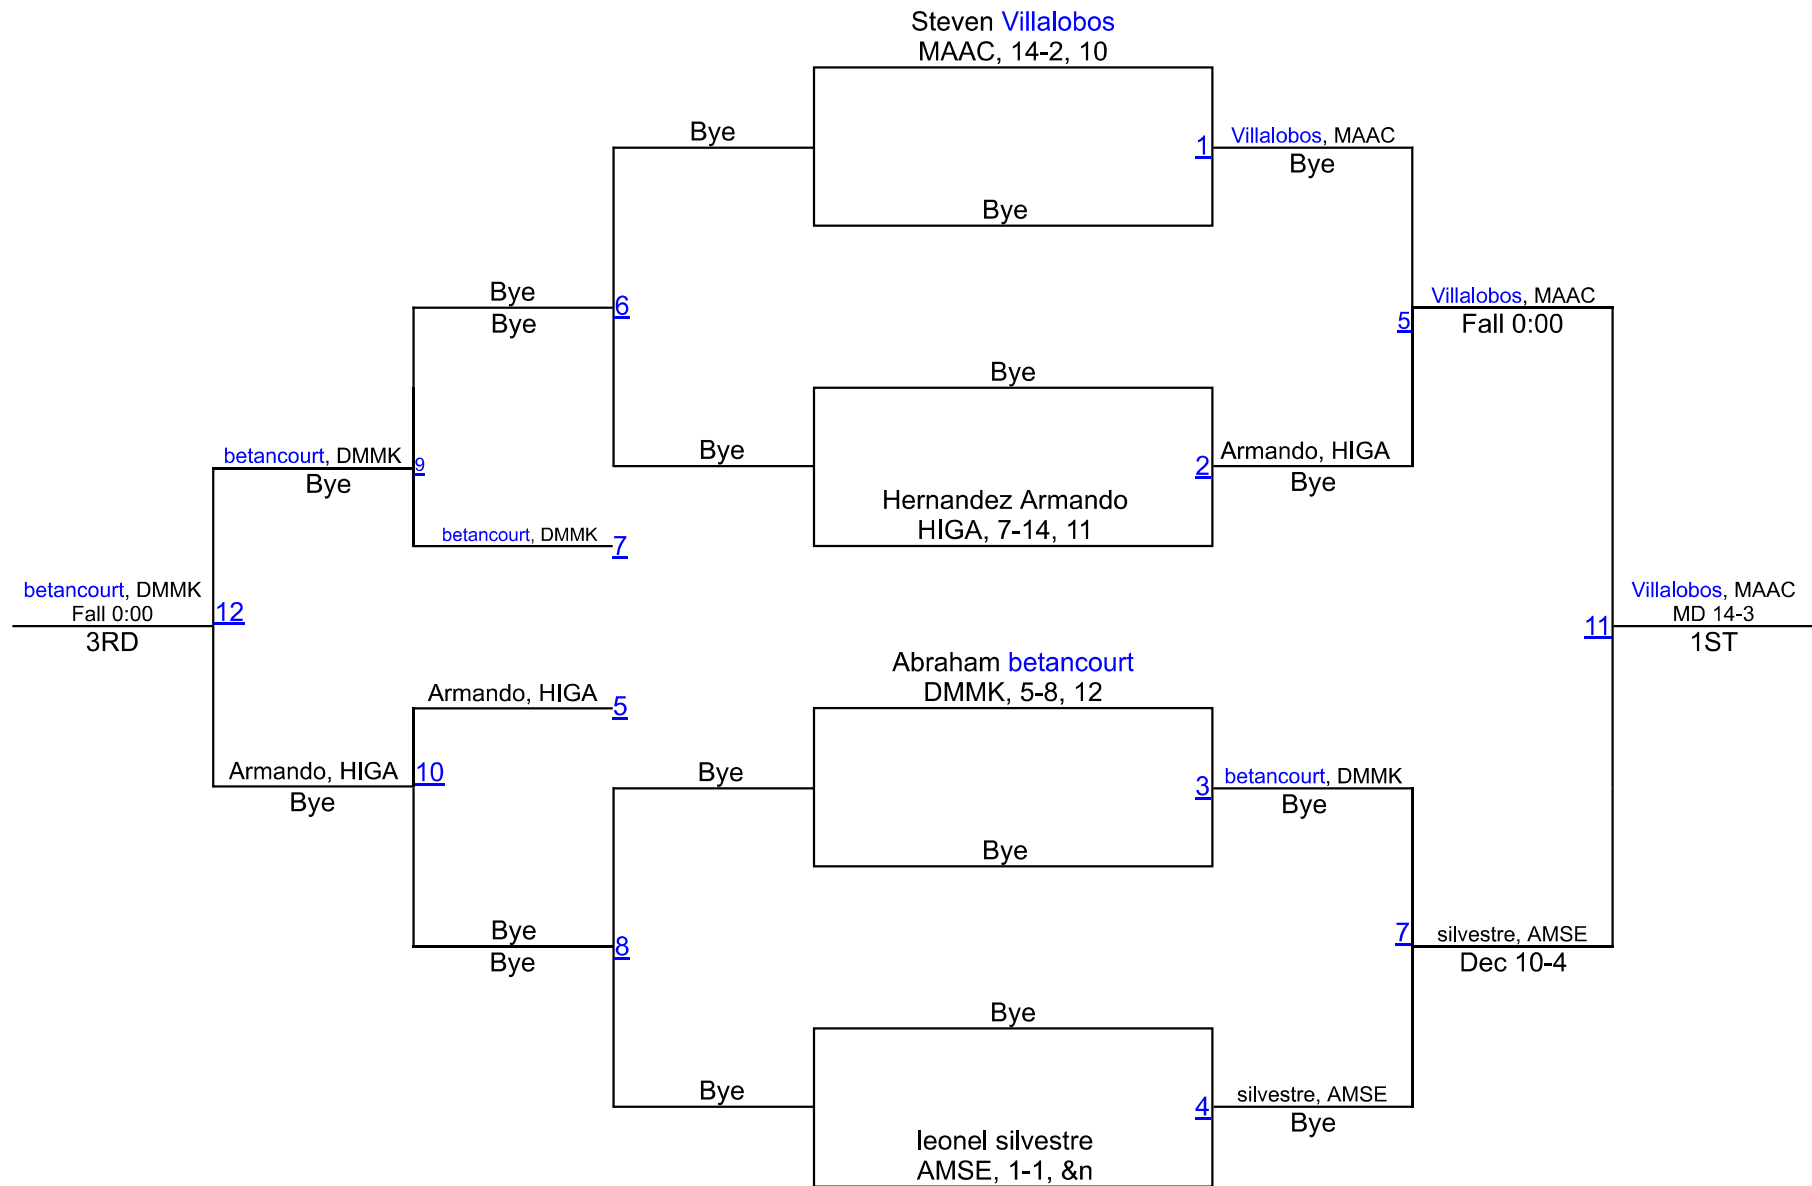 Steven Villalobos
MAAC, 14-2, 10
Bye
1
Villalobos, MAAC
Bye
Bye
Bye
Bye
6
Villalobos, MAAC
5
Fall 0:00
Bye
betancourt, DMMK
Bye
9
Bye
2
Armando, HIGA
Bye
Hernandez Armando
HIGA, 7-14, 11
betancourt, DMMK
7
betancourt, DMMK
Fall 0:00
3RD
12
11
Villalobos, MAAC
MD 14-3
1ST
Abraham betancourt
DMMK, 5-8, 12
Armando, HIGA
5
Armando, HIGA
Bye
10
Bye
3
betancourt, DMMK
Bye
Bye
Bye
Bye
8
7
silvestre, AMSE
Dec 10-4
Bye
Bye
4
silvestre, AMSE
Bye
leonel silvestre
AMSE, 1-1, &n